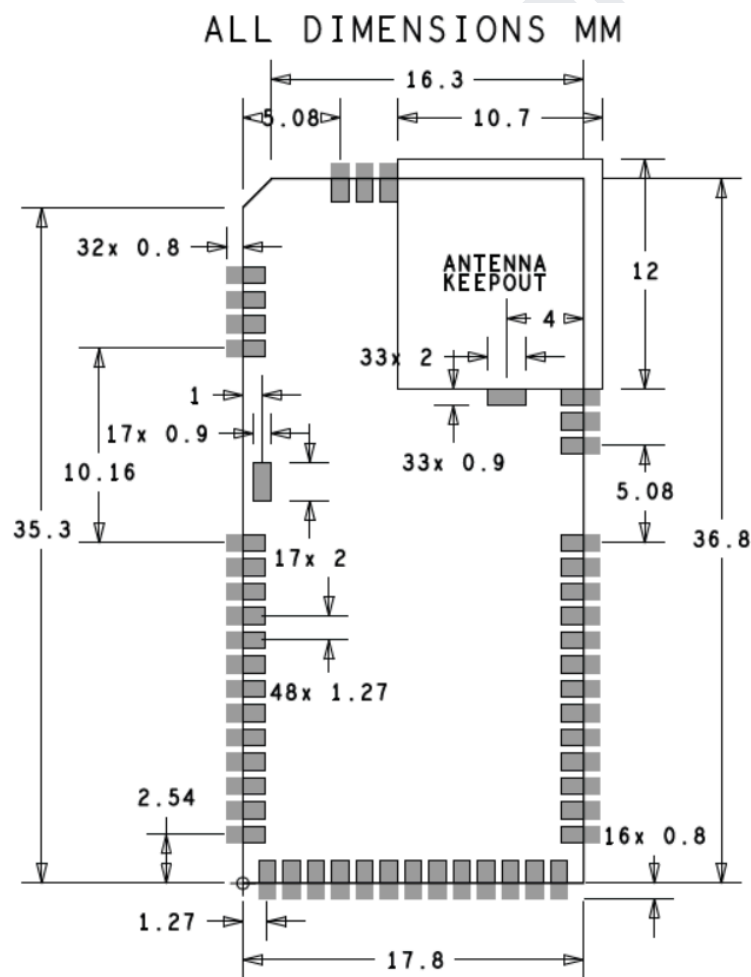 ALL DIMENSIONS MM
16.3
5.08
10.7
32x 0.8
ANTENNA
KEEPOUT
12
4
33x 2
1
17x 0.9
33x 0.9
10.16
5.08
35.3
36.8
17x 2
48x 1.27
2.54
16x 0.8
1.27
17.8